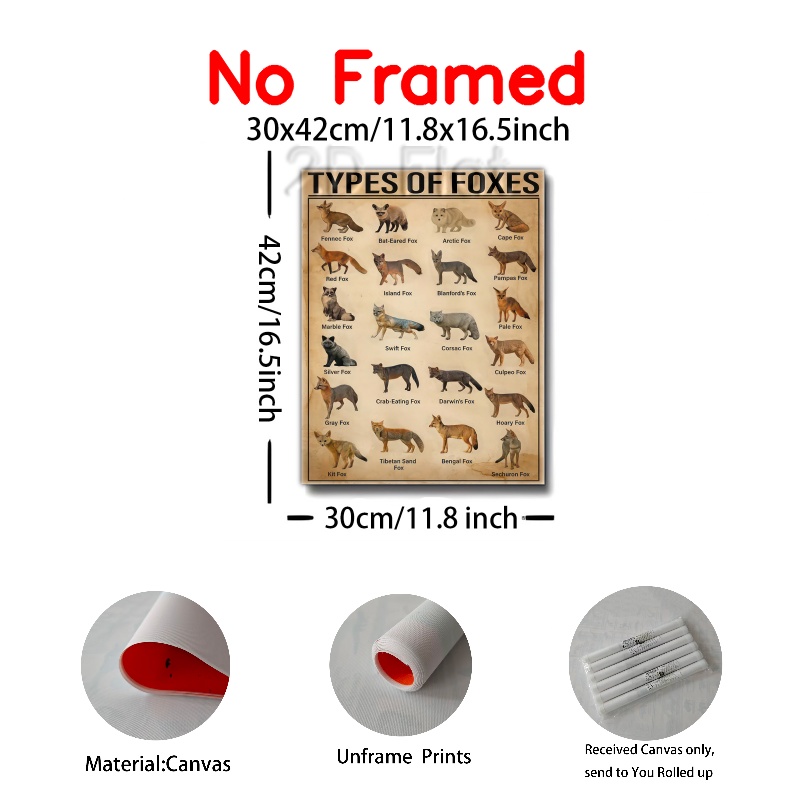 No Framed
30x42cm/11.8x16.5inch
TYPES OF FOXES
Fennec Fox
Bat-Eared Fox
Arctic Fox
Cape Fox
Red Fox
Island Fox
Blanford's Fox
Pampas Fox
Marble Fox
Swift Fox
Corsac Fox
Pale Fox
Silver Fox
Crab-Eating Fox
Darwin's Fox
Culpeo Fox
Gray Fox
Tibetan Sand
Fox
Bengal Fox
Hoary Fox
Kit Fox
Sechuran Fox
42cm/16.5inch
30cm/11.8 inch
Material:Canvas
Unframe Prints
Received Canvas only,
send to You Rolled up